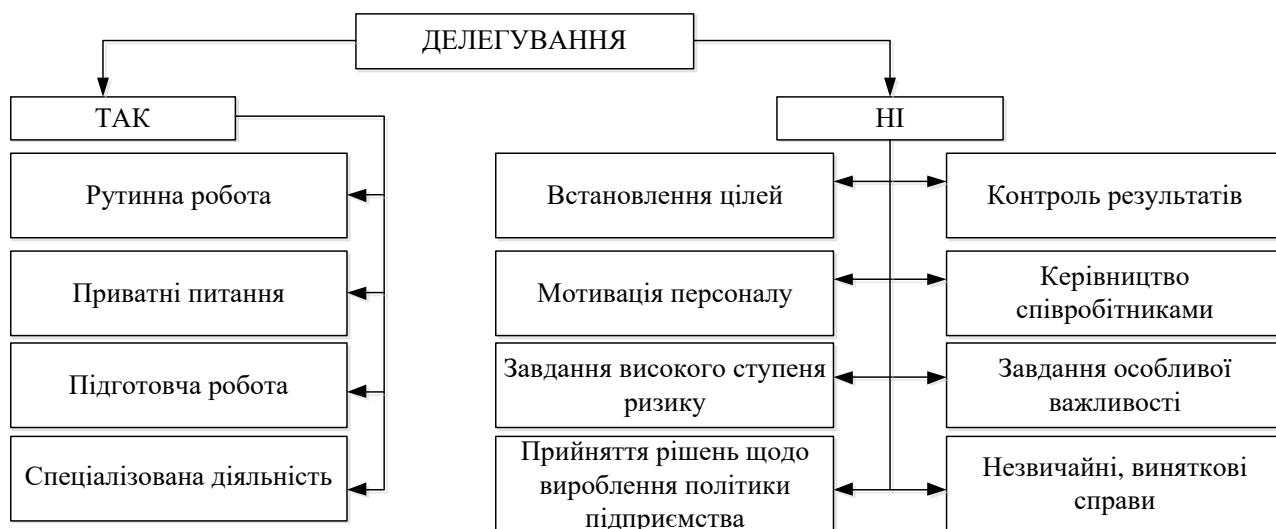 ДЕЛЕГУВАННЯ
ТАК
НІ
Рутинна робота
Приватні питання
Підготовча робота
Спеціалізована діяльність
Встановлення цілей
Контроль результатів
Мотивація персоналу
Керівництво
співробітниками
Завдання високого ступеня
ризику
Завдання особливої
важливості
Прийняття рішень щодо
вироблення політики
підприємства
Незвичайні, виняткові
справи